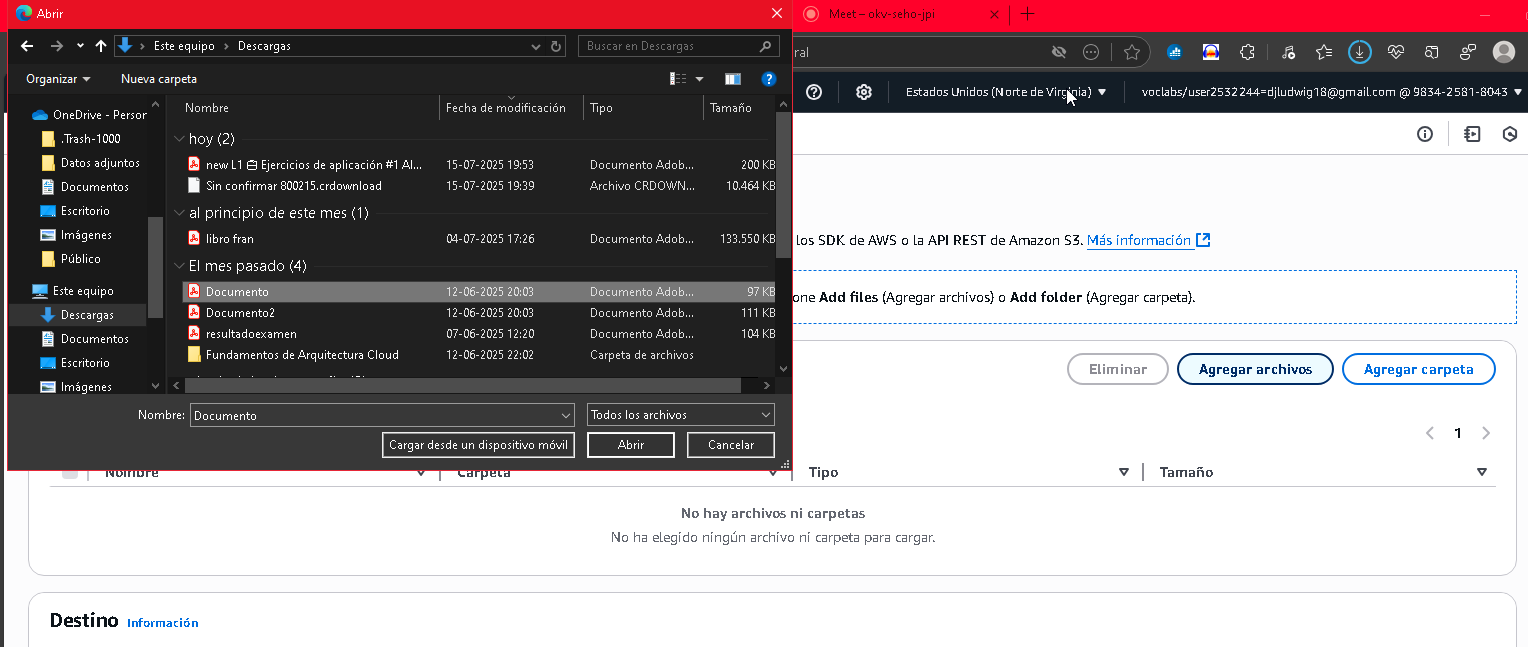 Abrir
Meet – okv-seho-jpi
Este equipo > Descargas
Buscar en Descargas
ral
Organizar
Nueva carpeta
Estados Unidos (Norte de Virginia)
voclabs/user2532244=djludwig18@gmail.com @ 9834-2581-8043
Nombre
Fecha de modificación
Tipo
Tamaño
OneDrive - Persor
.Trash-1000
Datos adjuntos
Documentos
Escritorio
Imágenes
Público
Este equipo
Descargas
Documentos
Escritorio
Imágenes
hoy (2)
new L1 Ejercicios de aplicación #1 Al... 15-07-2025 19:53 Documento Adob... 200 KB
Sin confirmar 800215.crdownload 15-07-2025 19:39 Archivo CRDOWN... 10.464 KB
al principio de este mes (1)
libro fran 04-07-2025 17:26 Documento Adob... 133.550 KB
El mes pasado (4)
Documento 12-06-2025 20:03 Documento Adob... 97 KB
Documento2 12-06-2025 20:03 Documento Adob... 111 KB
resultadoexamen 07-06-2025 12:20 Documento Adob... 104 KB
Fundamentos de Arquitectura Cloud 12-06-2025 22:02 Carpeta de archivos
Nombre: Documento
Todos los archivos
Cargar desde un dispositivo móvil
Abrir
Cancelar
los SDK de AWS o la API REST de Amazon S3. Más información
one Add files (Agregar archivos) o Add folder (Agregar carpeta).
Eliminar
Agregar archivos
Agregar carpeta
1
Nombre
Carpeta
Tipo
Tamaño
No hay archivos ni carpetas
No ha elegido ningún archivo ni carpeta para cargar.
Destino Información